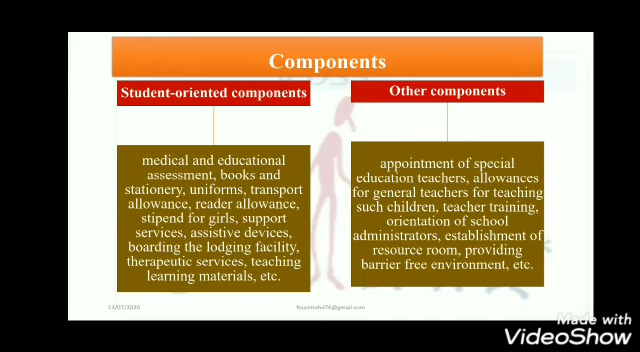 Components
Student-oriented components
medical and educational
assessment, books and
stationery, uniforms, transport
allowance, reader allowance,
stipend for girls, support
services, assistive devices,
boarding the lodging facility,
therapeutic services, teaching
learning materials, etc.
Other components
appointment of special
education teachers, allowances
for general teachers for teaching
such children, teacher training,
orientation of school
administrators, establishment of
resource room, providing
barrier free environment, etc.
13/07/2020
fousimohd76@gmail.com
Made with
VideoShow